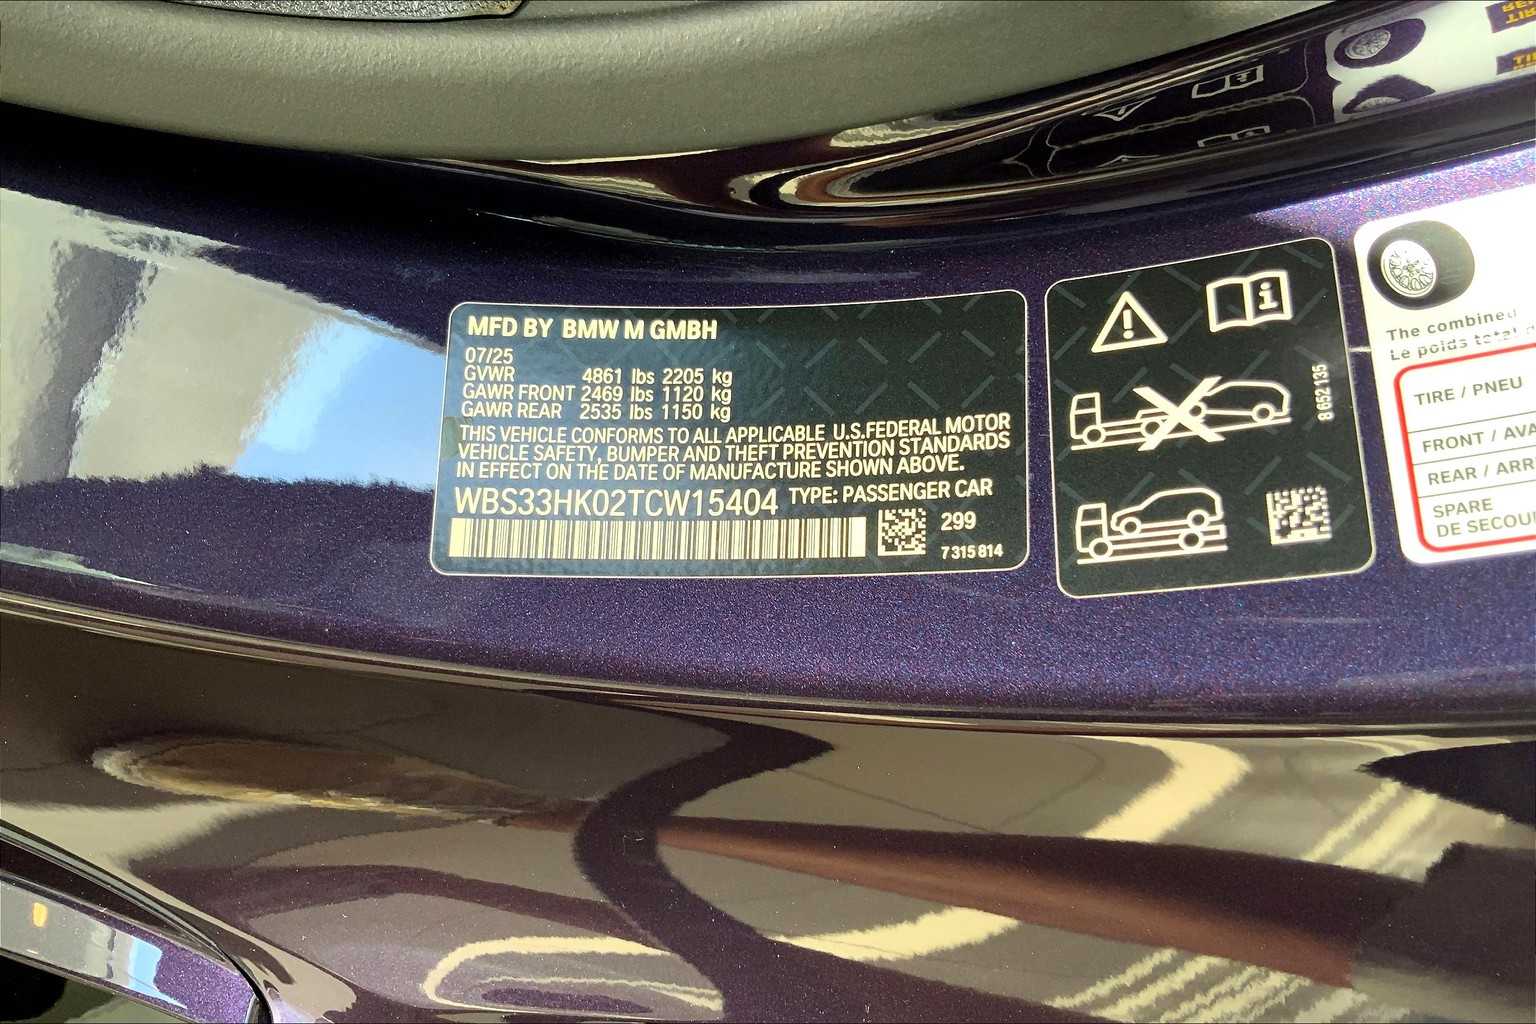 MFD BY BMW M GMBH
07/25
GVWR 4861 lbs 2205 kg
GAWR FRONT 2469 lbs 1120 kg
GAWR REAR 2535 lbs 1150 kg
THIS VEHICLE CONFORMS TO ALL APPLICABLE U.S.FEDERAL MOTOR
VEHICLE SAFETY, BUMPER AND THEFT PREVENTION STANDARDS
IN EFFECT ON THE DATE OF MANUFACTURE SHOWN ABOVE.
WBS33HK02TCW15404 TYPE: PASSENGER CAR
299
7 315 814
8 652 135
The combined
Le poids total
TIRE / PNEU
FRONT / AVA
REAR / ARR
SPARE
DE SECOU